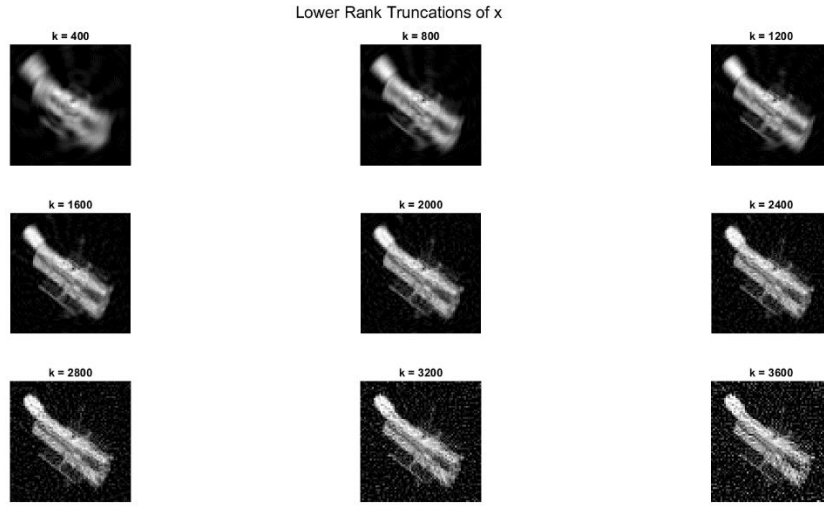 Lower Rank Truncations of x
k = 400
k = 800
k = 1200
k = 1600
k = 2000
k = 2400
k = 2800
k = 3200
k = 3600